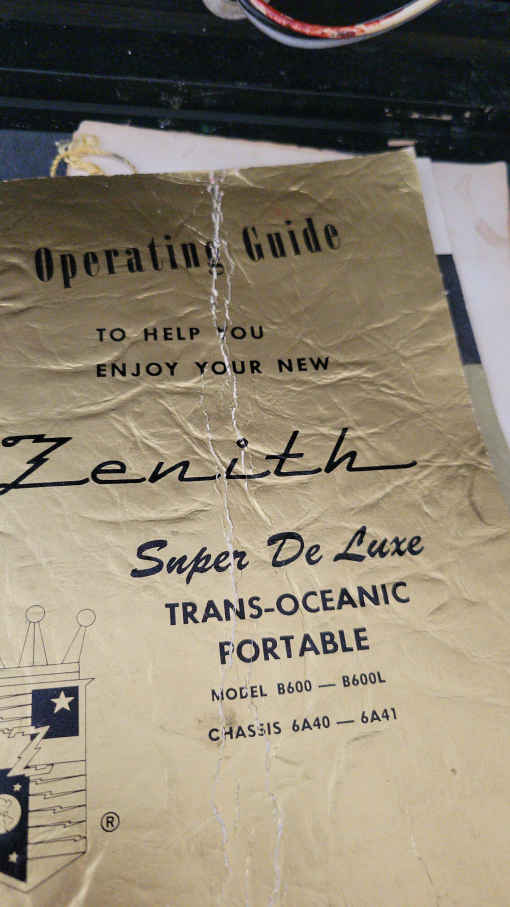 Operating Guide
TO HELP YOU
ENJOY YOUR NEW
Zenith
Super De Luxe
TRANS-OCEANIC
PORTABLE
MODEL B600 — B600L
CHASSIS 6A40 — 6A41
®